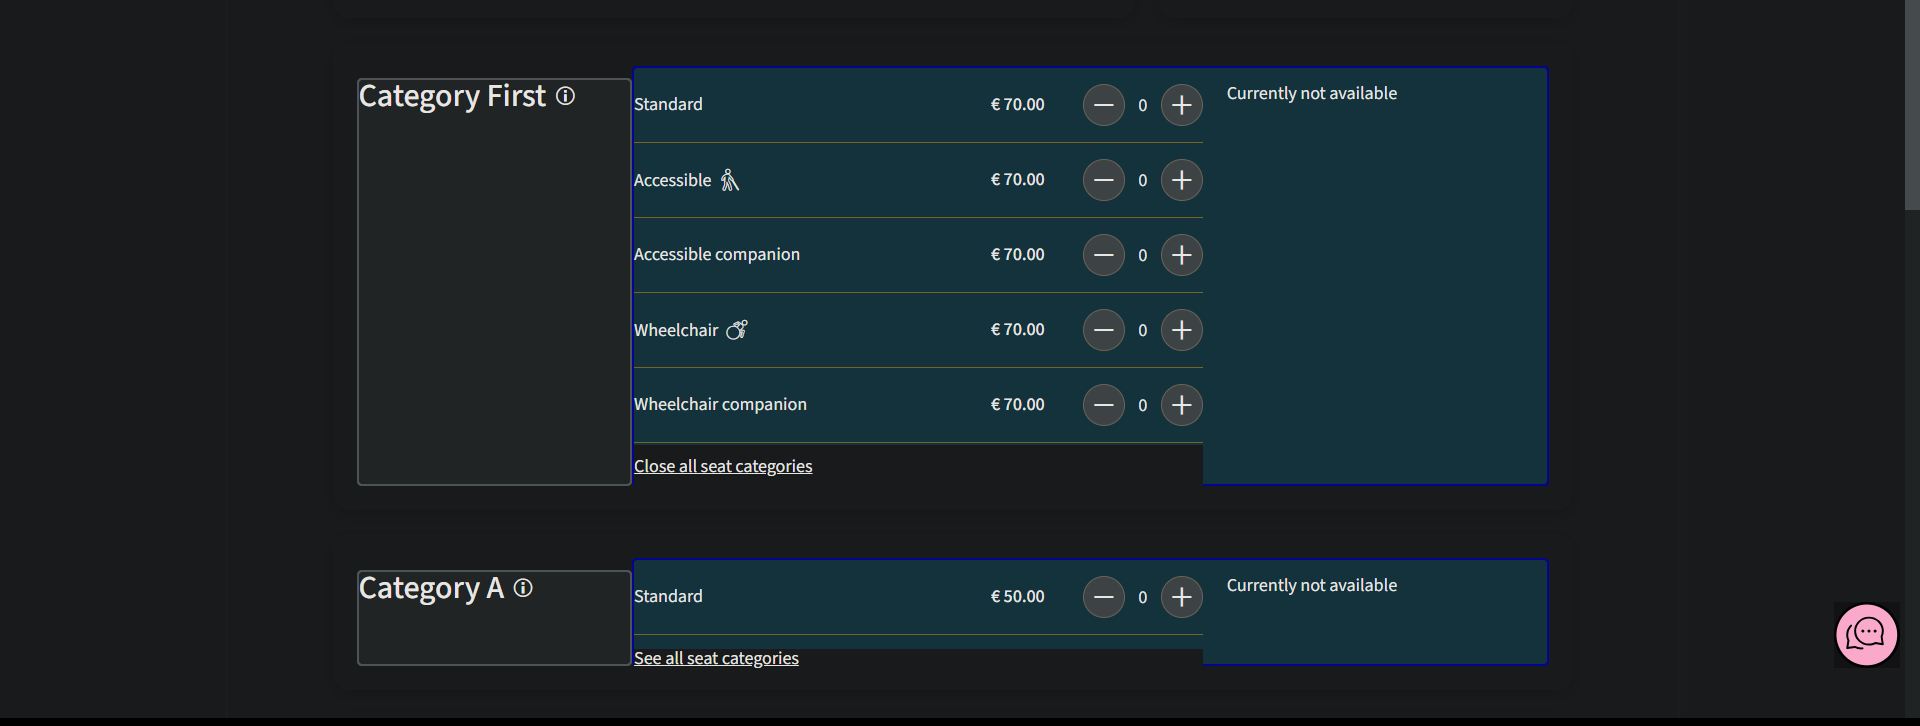 Category First
Standard € 70.00 0 Currently not available
Accessible € 70.00 0
Accessible companion € 70.00 0
Wheelchair € 70.00 0
Wheelchair companion € 70.00 0
Close all seat categories
Category A
Standard € 50.00 0 Currently not available
See all seat categories